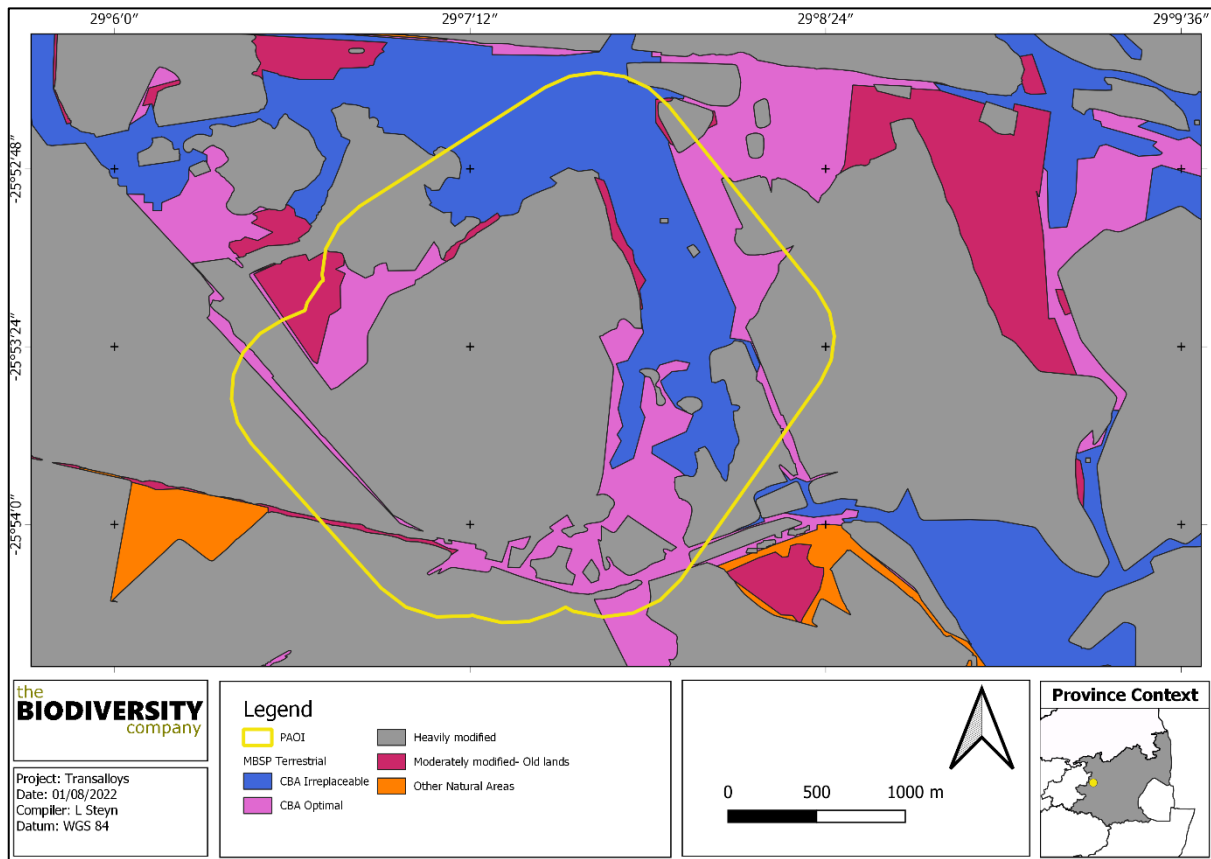 29°6'0"
29°7'12"
29°8'24"
29°9'36"
-25°52'48"
-25°53'24"
-25°54'0"
the
BIODIVERSITY
company
Project: Transalloys
Date: 01/08/2022
Compiler: L Steyn
Datum: WGS 84
Legend
PAOI
MBSP Terrestrial
CBA Irreplaceable
CBA Optimal
Heavily modified
Moderately modified- Old lands
Other Natural Areas
0 500 1000 m
Province Context